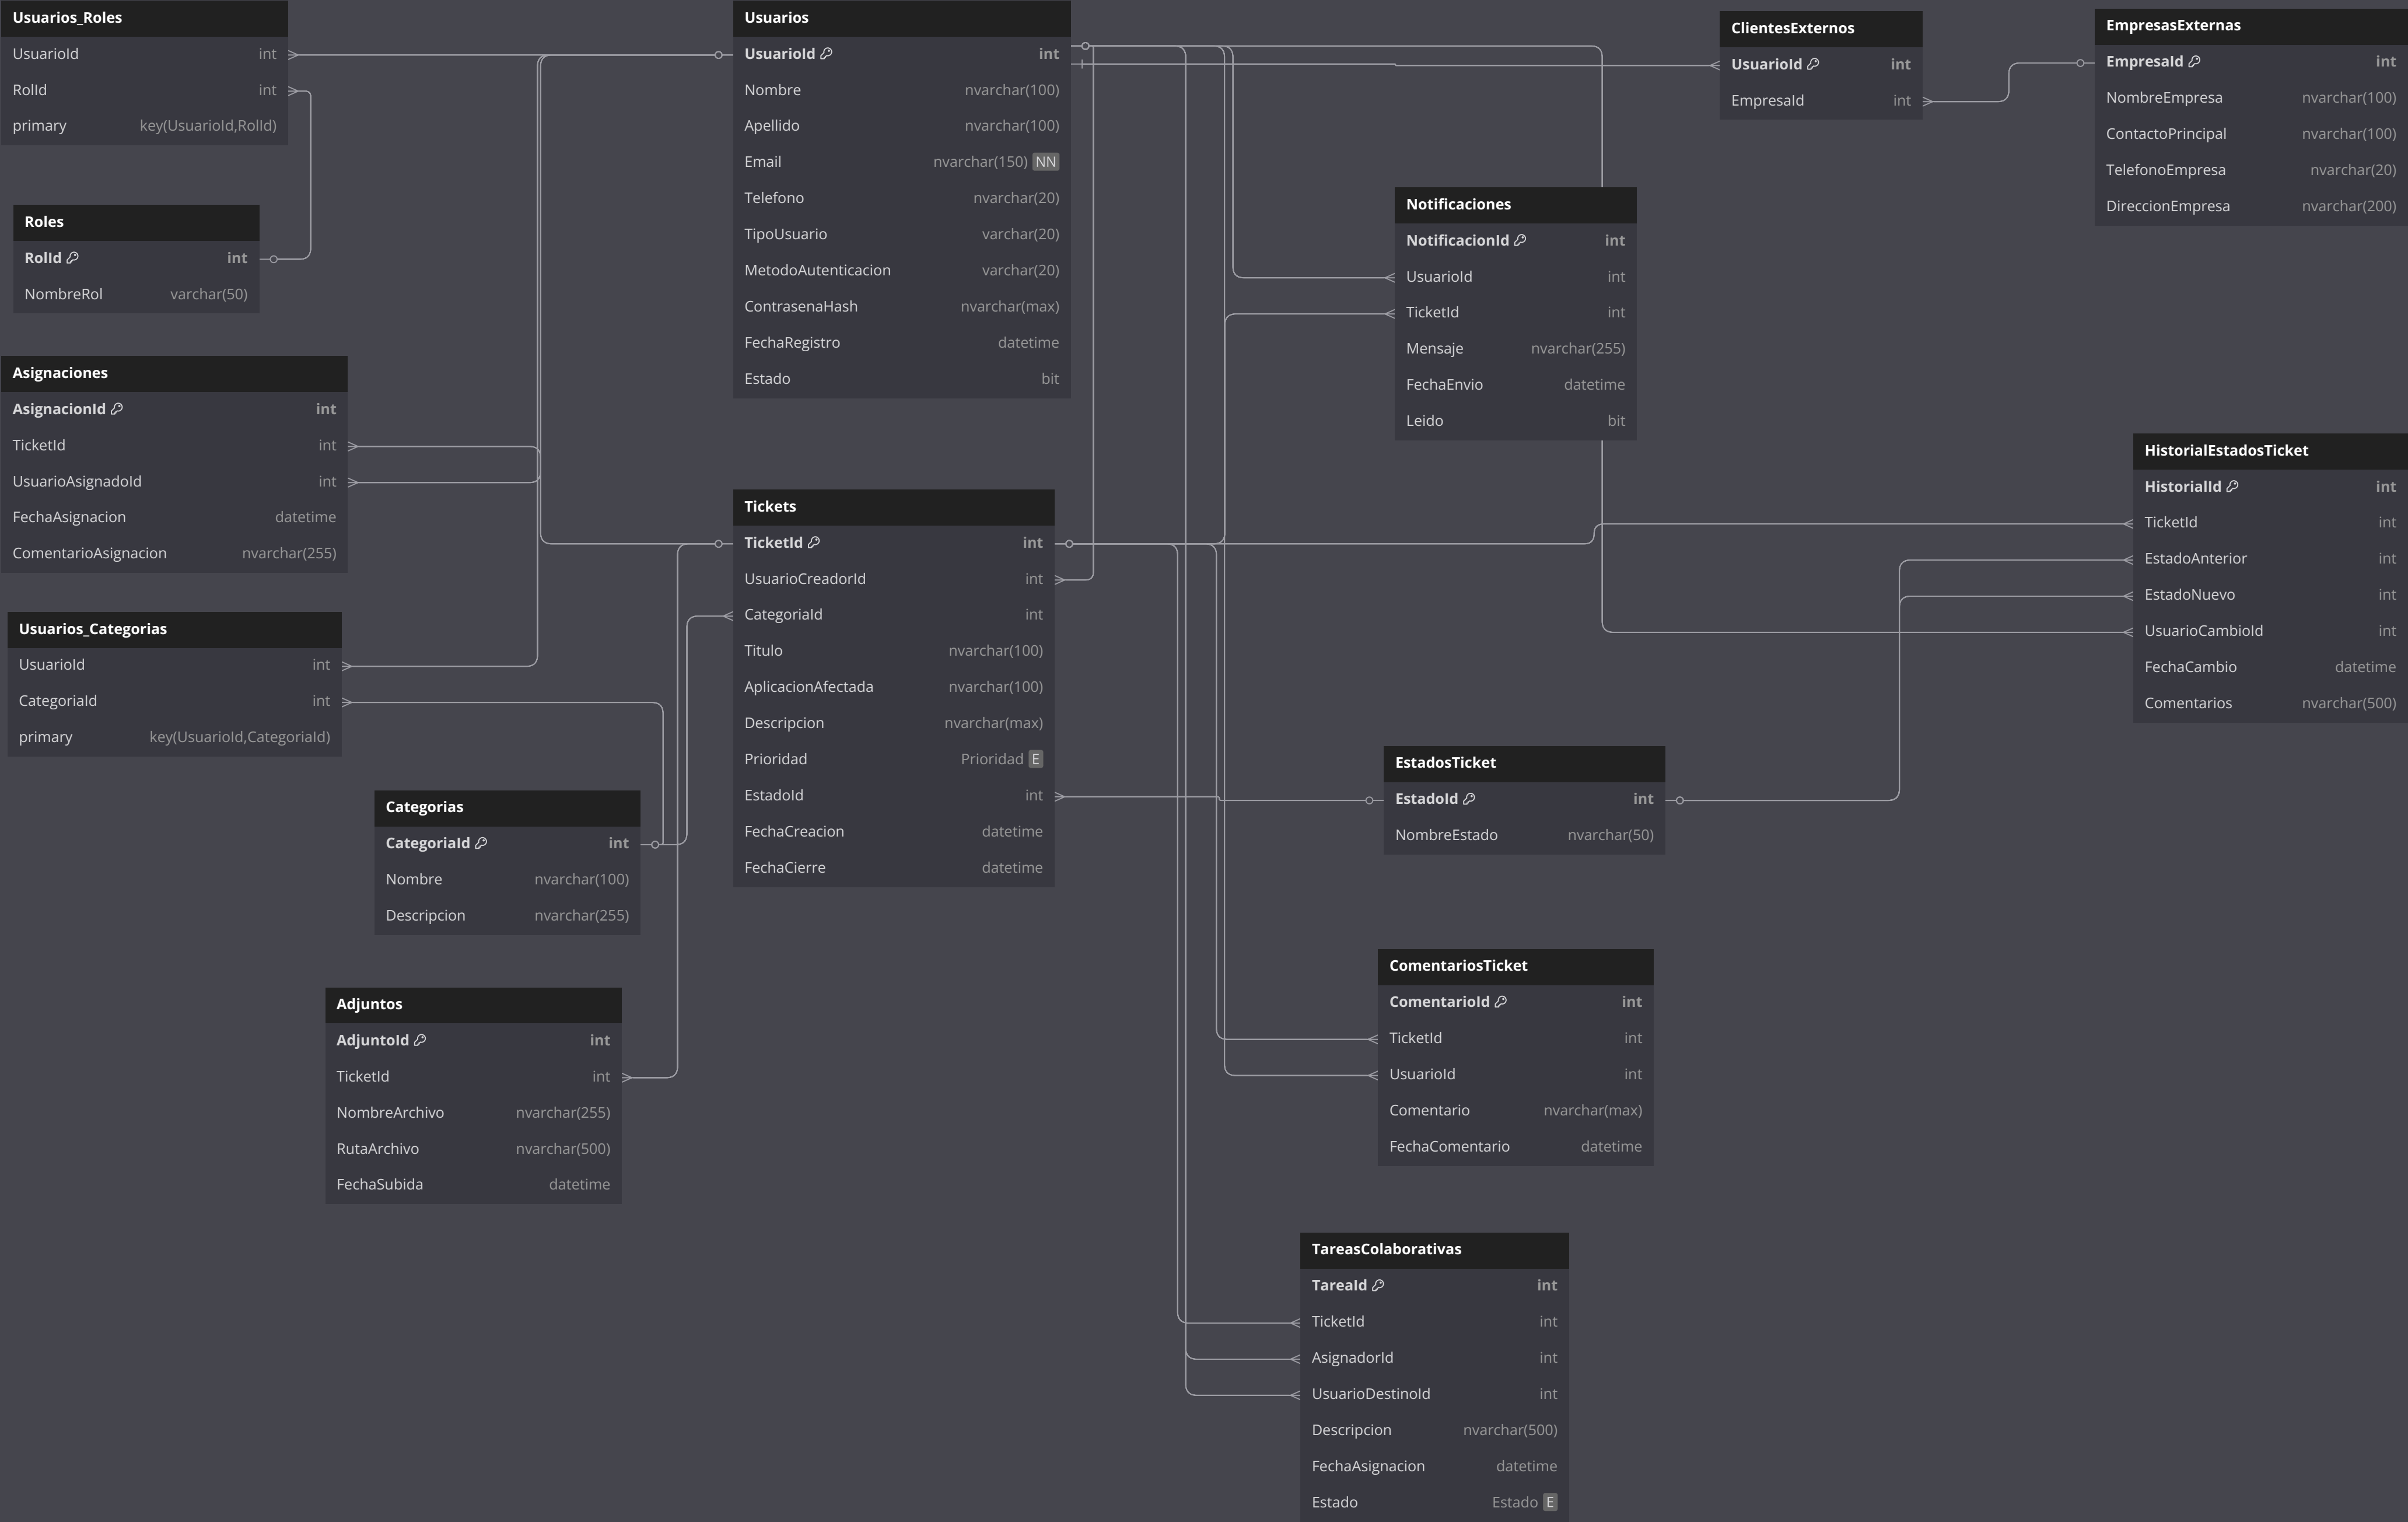 Usuarios_Roles
UsuarioId int
RolId int
primary key(UsuarioId,RolId)
Roles
RolId int
NombreRol varchar(50)
Asignaciones
AsignacionId int
TicketId int
UsuarioAsignadoId int
FechaAsignacion datetime
ComentarioAsignacion nvarchar(255)
Usuarios_Categorias
UsuarioId int
CategoriaId int
primary key(UsuarioId,CategoriaId)
Categorias
CategoriaId int
Nombre nvarchar(100)
Descripcion nvarchar(255)
Adjuntos
AdjuntoId int
TicketId int
NombreArchivo nvarchar(255)
RutaArchivo nvarchar(500)
FechaSubida datetime
Usuarios
UsuarioId int
Nombre nvarchar(100)
Apellido nvarchar(100)
Email nvarchar(150) NN
Telefono nvarchar(20)
TipoUsuario varchar(20)
MetodoAutenticacion varchar(20)
ContrasenaHash nvarchar(max)
FechaRegistro datetime
Estado bit
Tickets
TicketId int
UsuarioCreadorId int
CategoriaId int
Titulo nvarchar(100)
AplicacionAfectada nvarchar(100)
Descripcion nvarchar(max)
Prioridad Prioridad E
EstadoId int
FechaCreacion datetime
FechaCierre datetime
ClientesExternos
UsuarioId int
EmpresaId int
EmpresasExternas
EmpresaId int
NombreEmpresa nvarchar(100)
ContactoPrincipal nvarchar(100)
TelefonoEmpresa nvarchar(20)
DireccionEmpresa nvarchar(200)
Notificaciones
NotificacionId int
UsuarioId int
TicketId int
Mensaje nvarchar(255)
FechaEnvio datetime
Leido bit
HistorialEstadosTicket
HistorialId int
TicketId int
EstadoAnterior int
EstadoNuevo int
UsuarioCambioId int
FechaCambio datetime
Comentarios nvarchar(500)
EstadosTicket
EstadoId int
NombreEstado nvarchar(50)
ComentariosTicket
ComentarioId int
TicketId int
UsuarioId int
Comentario nvarchar(max)
FechaComentario datetime
TareasColaborativas
TareaId int
TicketId int
AsignadorId int
UsuarioDestinoId int
Descripcion nvarchar(500)
FechaAsignacion datetime
Estado Estado E